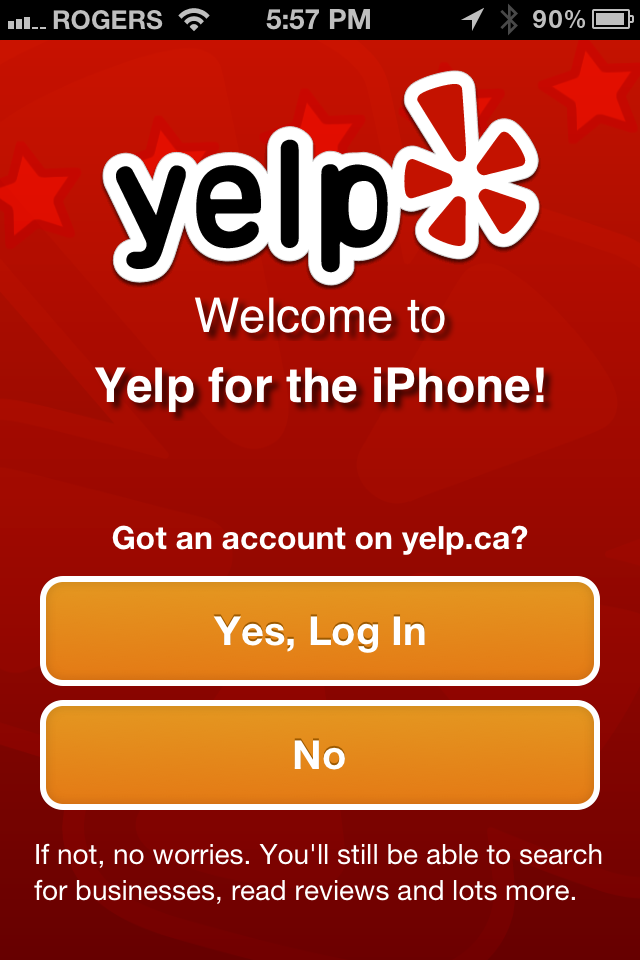 ROGERS 5:57 PM 90%
yelp
Welcome to
Yelp for the iPhone!
Got an account on yelp.ca?
Yes, Log In
No
If not, no worries. You'll still be able to search
for businesses, read reviews and lots more.